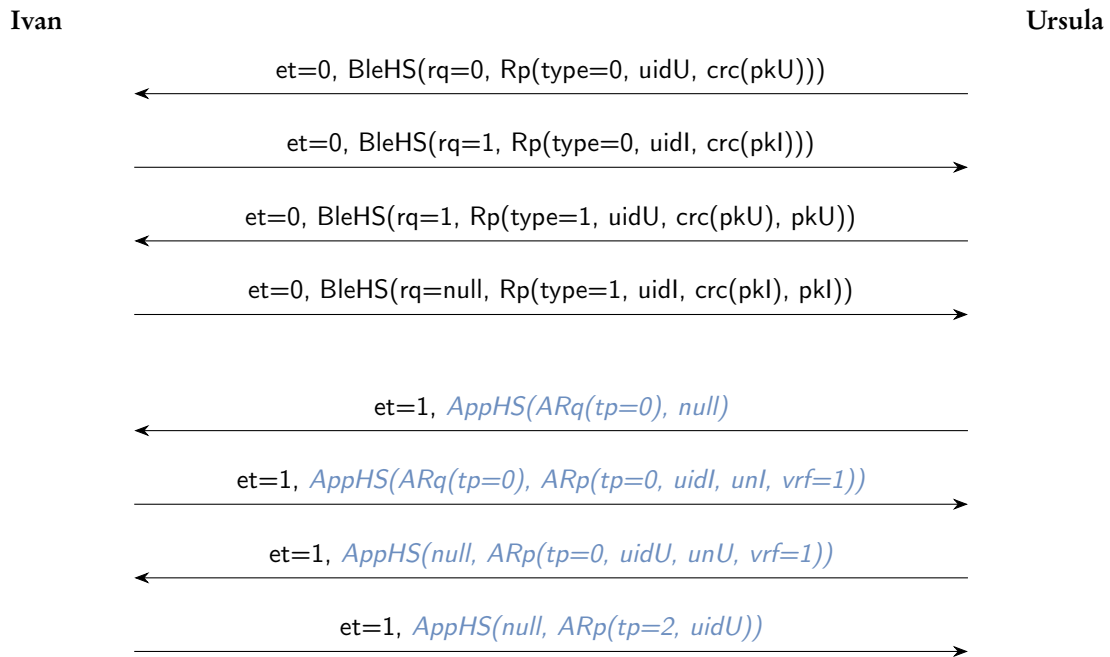 Ivan Ursula
et=0, BleHS(rq=0, Rp(type=0, uidU, crc(pkU)))
et=0, BleHS(rq=1, Rp(type=0, uidI, crc(pkI)))
et=0, BleHS(rq=1, Rp(type=1, uidU, crc(pkU), pkU))
et=0, BleHS(rq=null, Rp(type=1, uidI, crc(pkI), pkI))
et=1, AppHS(ARq(tp=0), null)
et=1, AppHS(ARq(tp=0), ARp(tp=0, uidI, unI, vrf=1))
et=1, AppHS(null, ARp(tp=0, uidU, unU, vrf=1))
et=1, AppHS(null, ARp(tp=2, uidU))